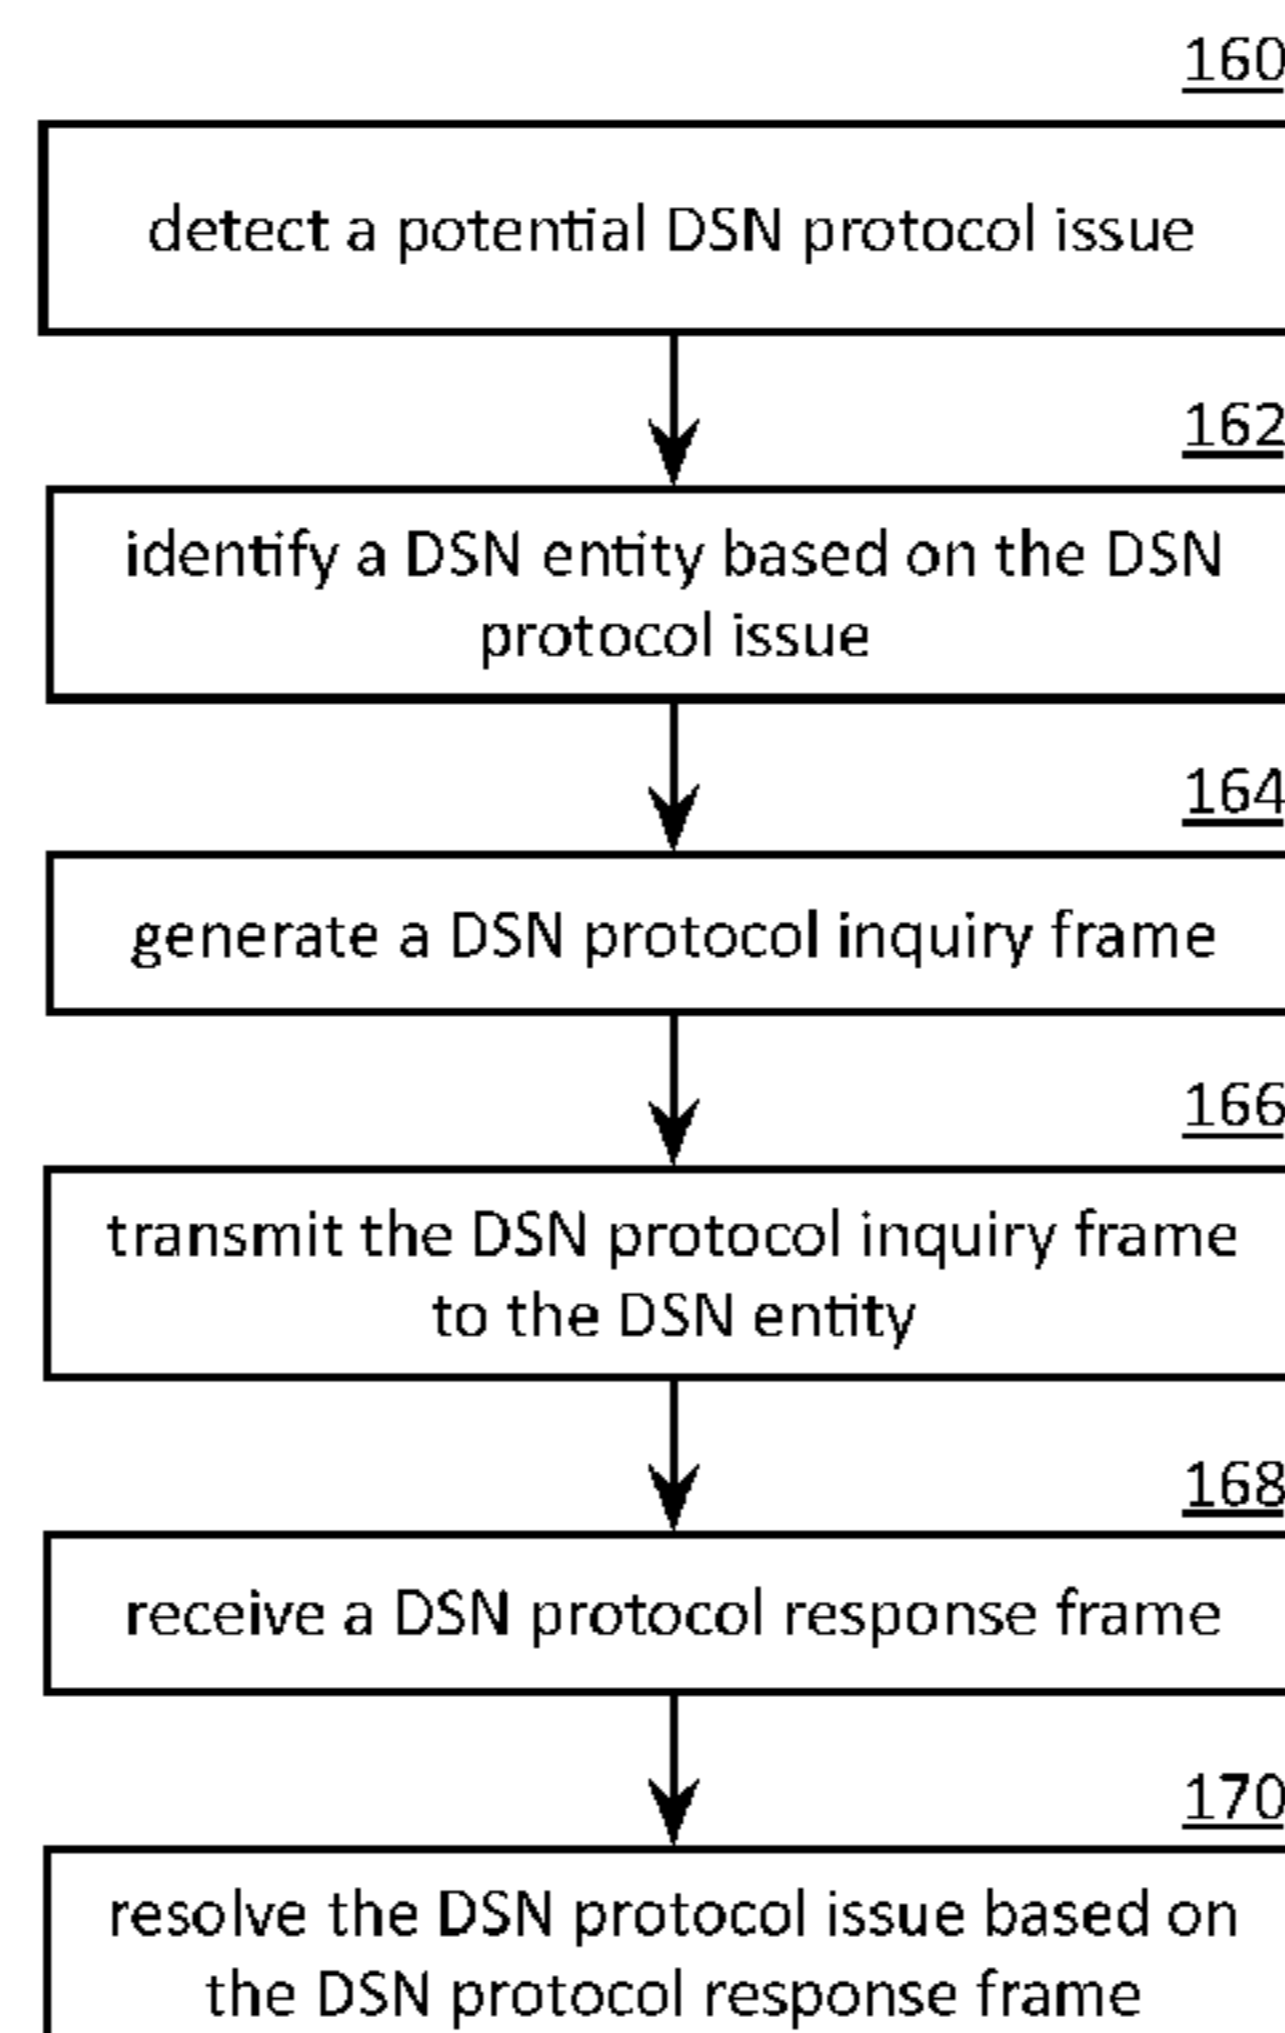 160
detect a potential DSN protocol issue
162
identify a DSN entity based on the DSN
protocol issue
164
generate a DSN protocol inquiry frame
166
transmit the DSN protocol inquiry frame
to the DSN entity
168
receive a DSN protocol response frame
170
resolve the DSN protocol issue based on
the DSN protocol response frame